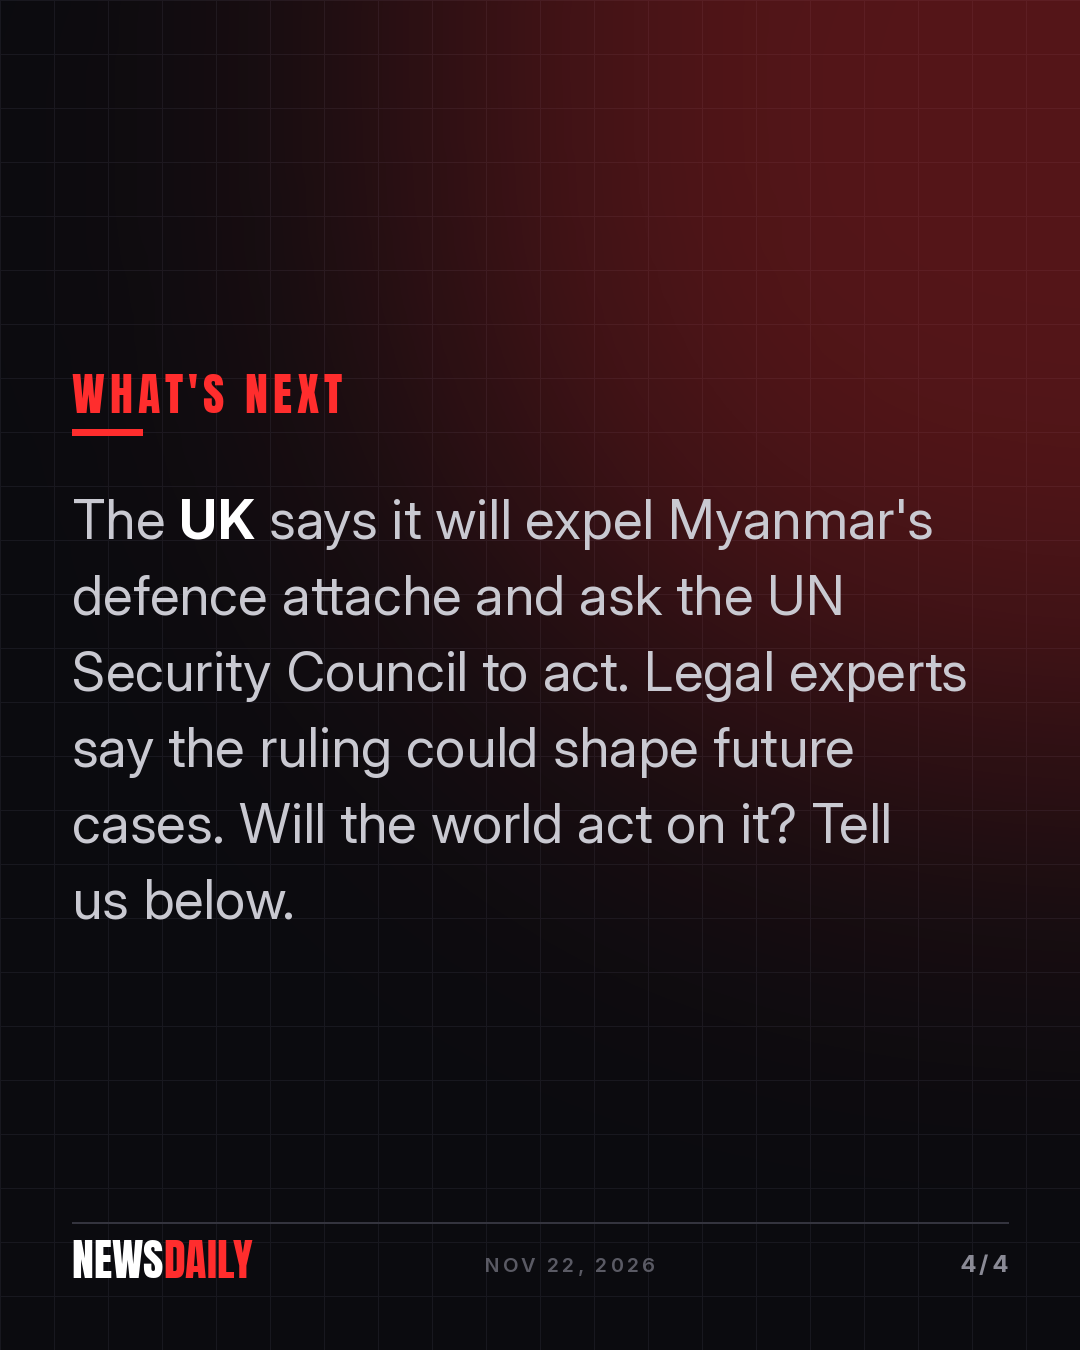 WHAT'S NEXT
The UK says it will expel Myanmar's
defence attache and ask the UN
Security Council to act. Legal experts
say the ruling could shape future
cases. Will the world act on it? Tell
us below.
NEWSDAILY
NOV 22, 2026
4/4